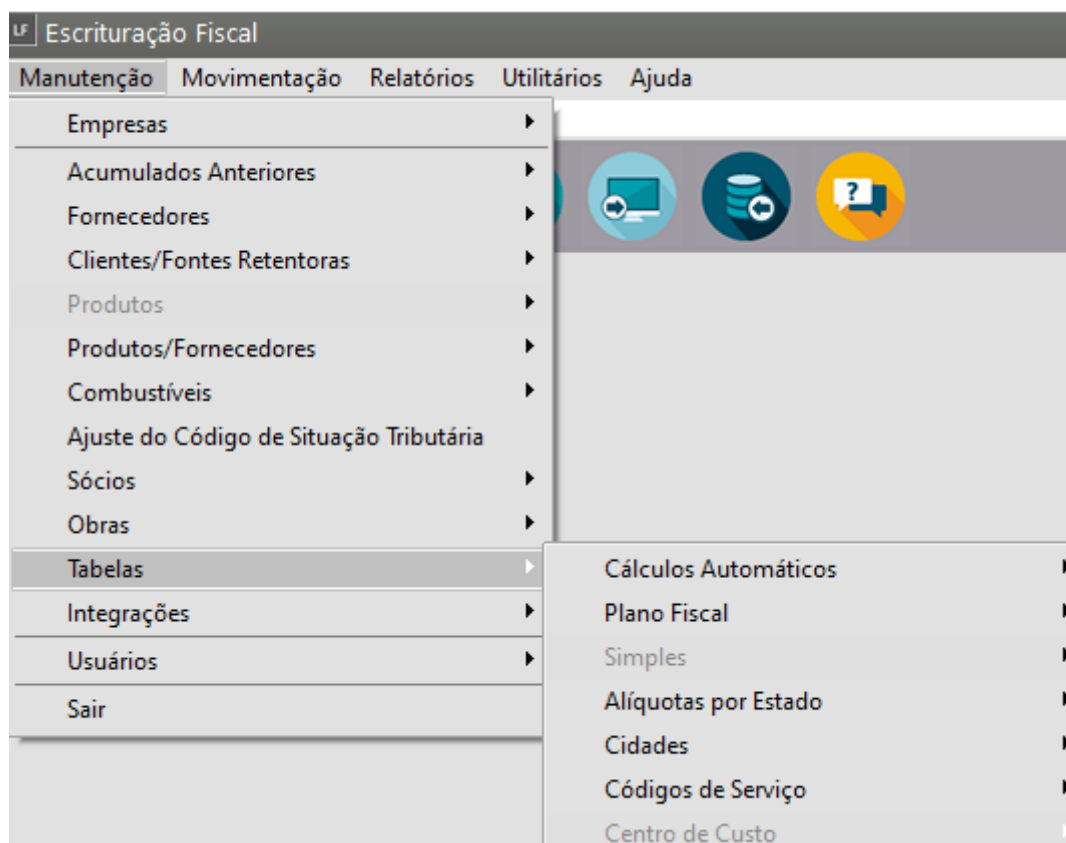 LF Escrituração Fiscal
Manutenção Movimentação Relatórios Utilitários Ajuda
Empresas
Acumulados Anteriores
Fornecedores
Clientes/Fontes Retentoras
?
Produtos
Produtos/Fornecedores
Combustíveis
Ajuste do Código de Situação Tributária
Sócios
Obras
Tabelas
Integrações
Usuários
Sair
Cálculos Automáticos
Plano Fiscal
Simples
Alíquotas por Estado
Cidades
Códigos de Serviço
Centro de Custo